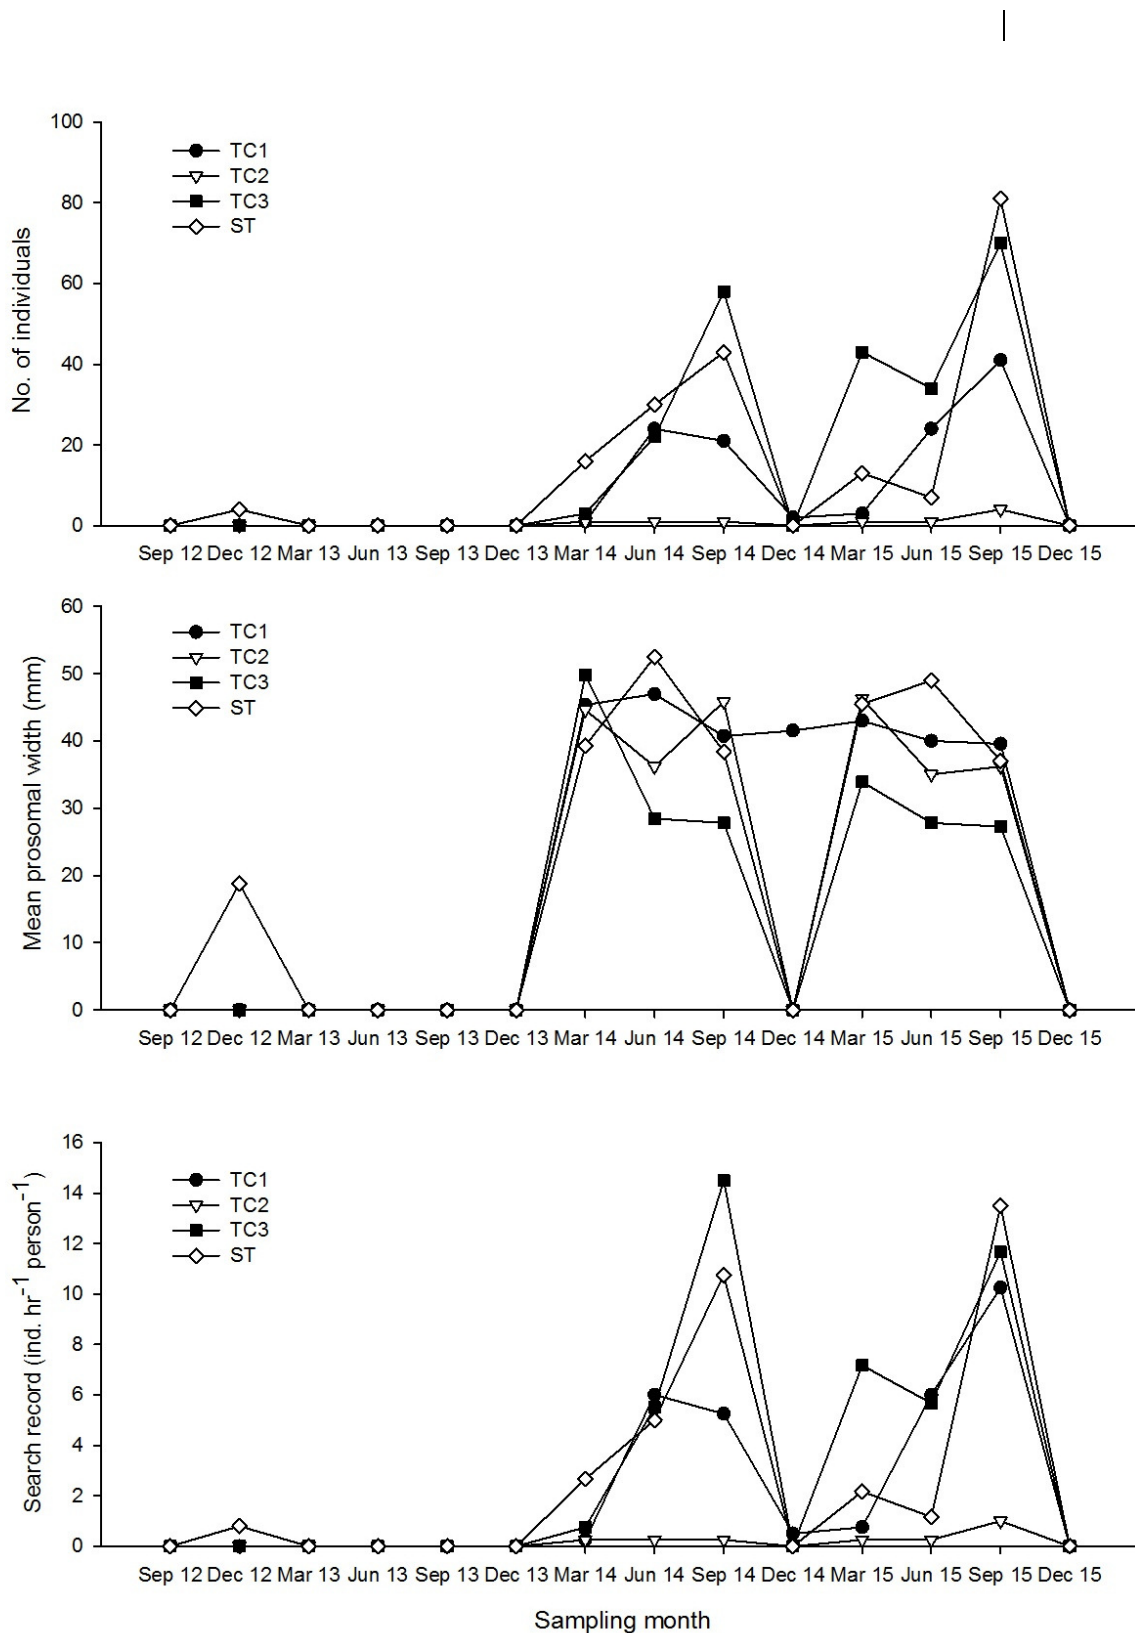 100
80
60
40
20
0
No. of individuals
TC1
TC2
TC3
ST
Sep 12 Dec 12 Mar 13 Jun 13 Sep 13 Dec 13 Mar 14 Jun 14 Sep 14 Dec 14 Mar 15 Jun 15 Sep 15 Dec 15
60
50
40
30
20
10
0
Mean prosomal width (mm)
TC1
TC2
TC3
ST
Sep 12 Dec 12 Mar 13 Jun 13 Sep 13 Dec 13 Mar 14 Jun 14 Sep 14 Dec 14 Mar 15 Jun 15 Sep 15 Dec 15
16
14
12
10
8
6
4
2
0
Search record (ind. hr⁻¹ person⁻¹)
TC1
TC2
TC3
ST
Sep 12 Dec 12 Mar 13 Jun 13 Sep 13 Dec 13 Mar 14 Jun 14 Sep 14 Dec 14 Mar 15 Jun 15 Sep 15 Dec 15
Sampling month